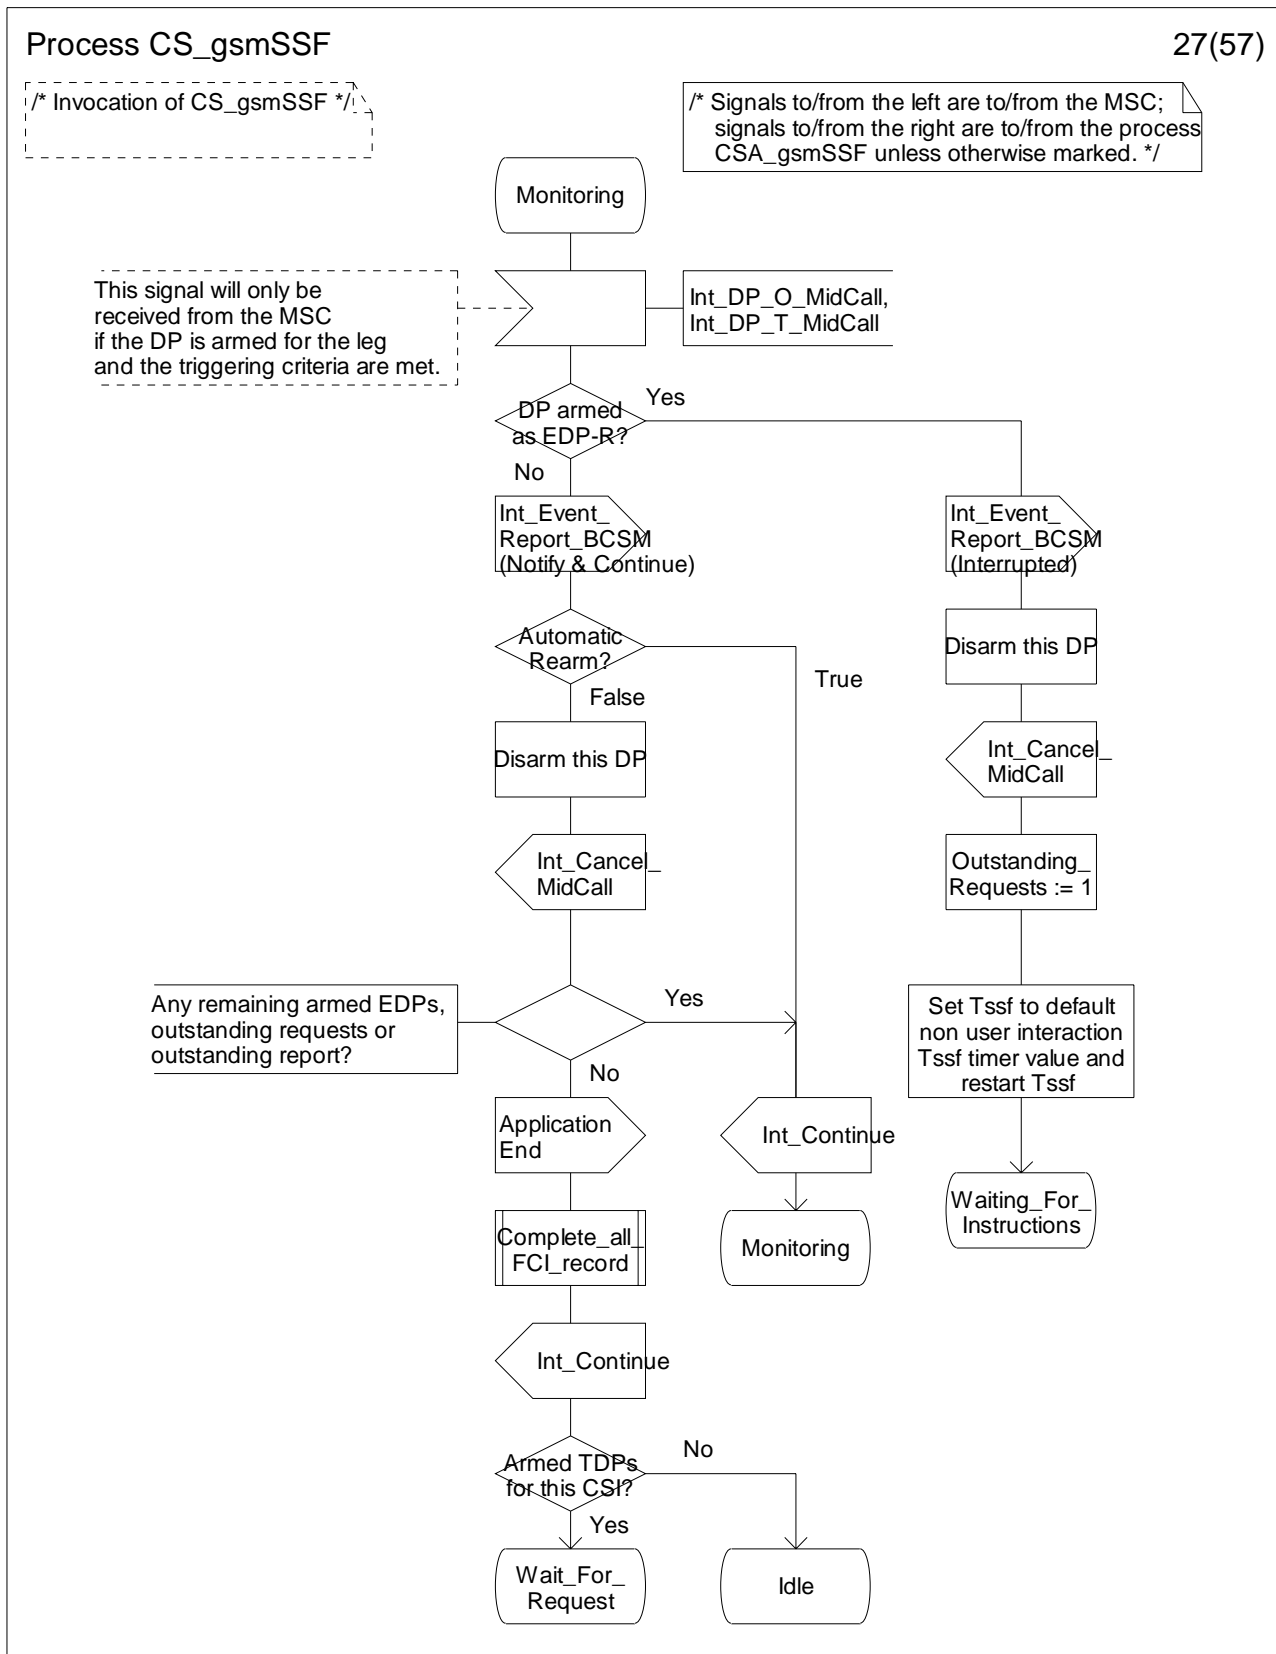 Process CS_gsmSSF
27(57)
/* Invocation of CS_gsmSSF */
/* Signals to/from the left are to/from the MSC;
signals to/from the right are to/from the process
CSA_gsmSSF unless otherwise marked. */
Monitoring
This signal will only be
received from the MSC
if the DP is armed for the leg
and the triggering criteria are met.
Int_DP_O_MidCall,
Int_DP_T_MidCall
DP armed
as EDP-R?
Yes
No
Int_Event_
Report_BCSM
(Notify & Continue)
Int_Event_
Report_BCSM
(Interrupted)
Automatic
Rearm?
True
False
Disarm this DP
Disarm this DP
Int_Cancel_
MidCall
Int_Cancel_
MidCall
Outstanding_
Requests := 1
Any remaining armed EDPs,
outstanding requests or
outstanding report?
Yes
No
Set Tssf to default
non user interaction
Tssf timer value and
restart Tssf
Application
End
Int_Continue
Waiting_For_
Instructions
Complete_all_
FCI_record
Monitoring
Int_Continue
Armed TDPs
for this CSI?
No
Yes
Wait_For_
Request
Idle